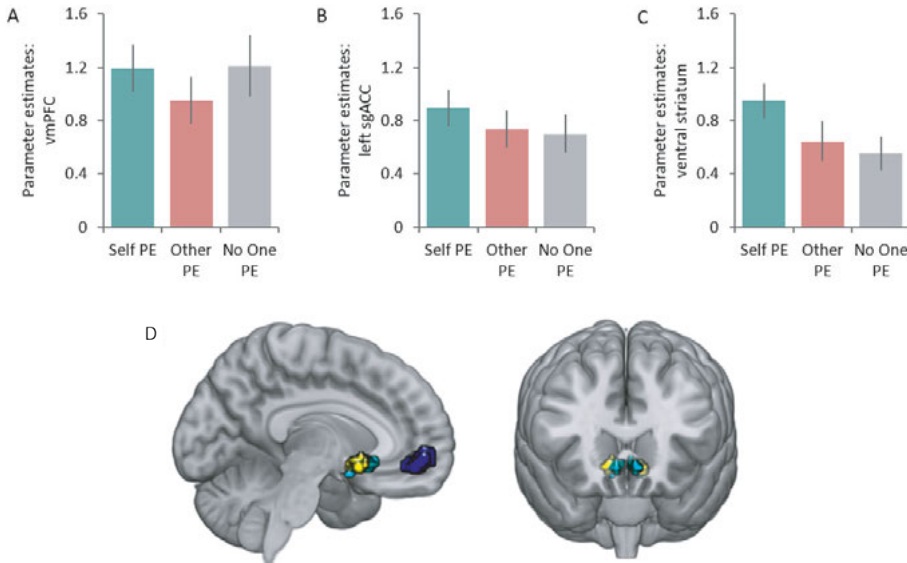 A
Parameter estimates:
vmPFC
1.6
1.2
0.8
0.4
0
Self PE
Other
PE
No One
PE
B
Parameter estimates:
left sgACC
1.6
1.2
0.8
0.4
0
Self PE
Other
PE
No One
PE
C
Parameter estimates:
ventral striatum
1.6
1.2
0.8
0.4
0
Self PE
Other
PE
No One
PE
D